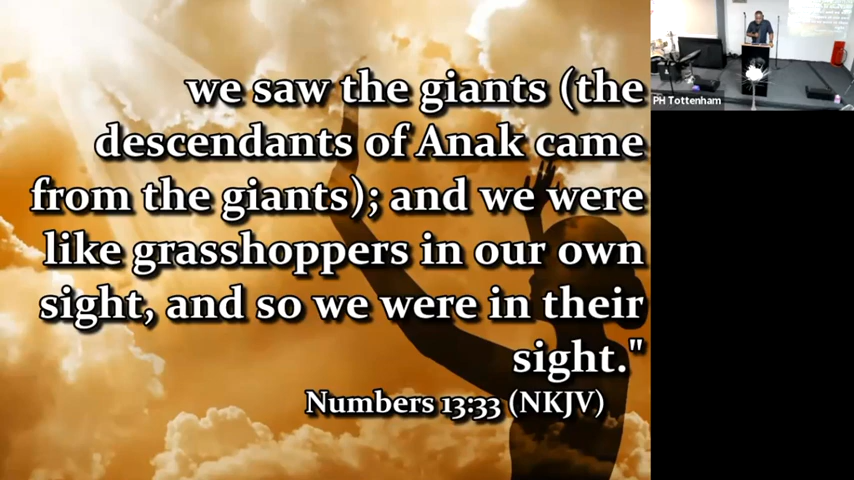 we saw the giants (the
descendants of Anak came
from the giants); and we were
like grasshoppers in our own
sight, and so we were in their
sight."
Numbers 13:33 (NKJV)
PH Tottenham